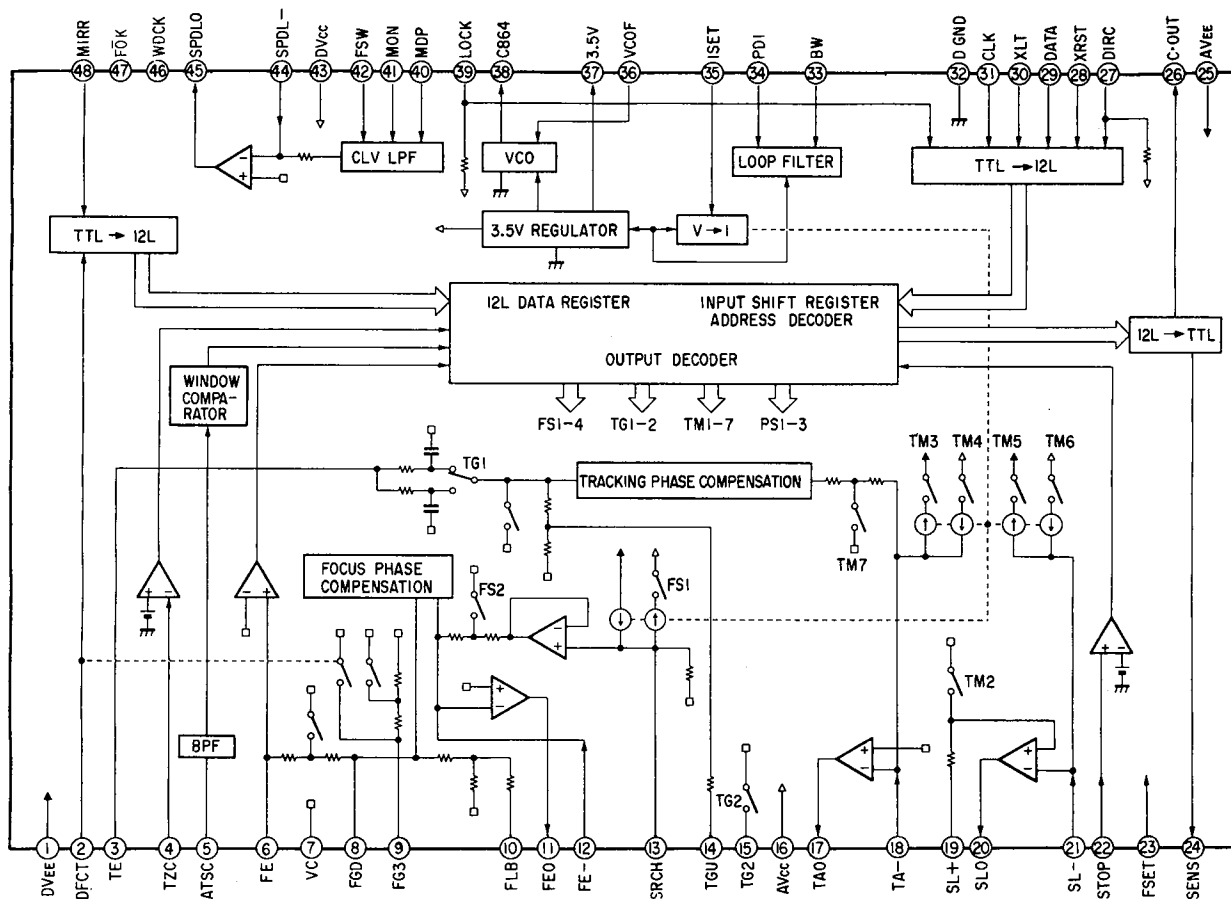 MIRR
F̄ŌK̄
WDCK
SPDLO
SPDL-
DVcc
FSW
MON
MDP
LOCK
C864
3.5V
VCOF
ISET
PDI
BW
D GND
CLK
XLT
DATA
XRST
DIRC
C·OUT
AVEE
48 47 46 45 44 43 42 41 40 39 38 37 36 35 34 33 32 31 30 29 28 27 26 25
- +
CLV LPF
VCO
LOOP FILTER
TTL → 12L
TTL → 12L
3.5V REGULATOR
V → I
12L DATA REGISTER
INPUT SHIFT REGISTER
ADDRESS DECODER
OUTPUT DECODER
12L → TTL
WINDOW
COMPA-
RATOR
FS1-4
TG1-2
TM1-7
PS1-3
TG1
TRACKING PHASE COMPENSATION
TM3
TM4
TM5
TM6
TM7
FOCUS PHASE
COMPENSATION
FS2
FS1
+ -
- +
- +
+ -
TM2
+ -
8PF
+ -
+ -
TG2
1 2 3 4 5 6 7 8 9 10 11 12 13 14 15 16 17 18 19 20 21 22 23 24
DVEE
DFCT
TE
TZC
ATSC
FE
VC
FGD
FG3
FLB
FEO
FE-
SRCH
TGU
TG2
AVcc
TAO
TA-
SL+
SLO
SL-
STOP
FSET
SENS